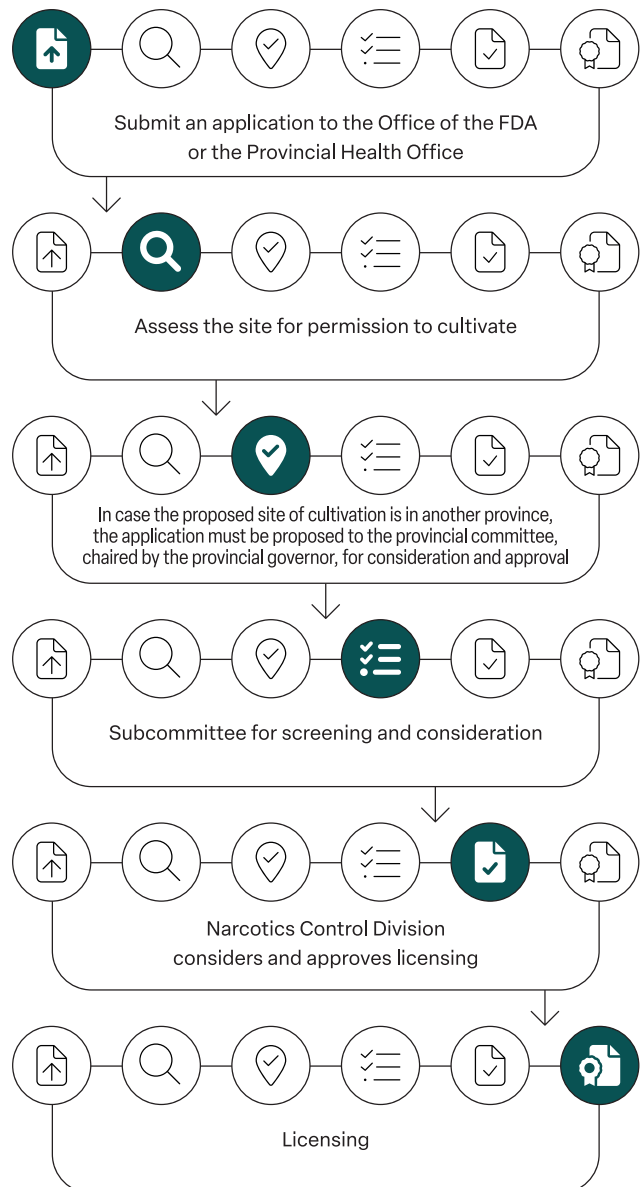 Submit an application to the Office of the FDA
or the Provincial Health Office
Assess the site for permission to cultivate
In case the proposed site of cultivation is in another province,
the application must be proposed to the provincial committee,
chaired by the provincial governor, for consideration and approval
Subcommittee for screening and consideration
Narcotics Control Division
considers and approves licensing
Licensing